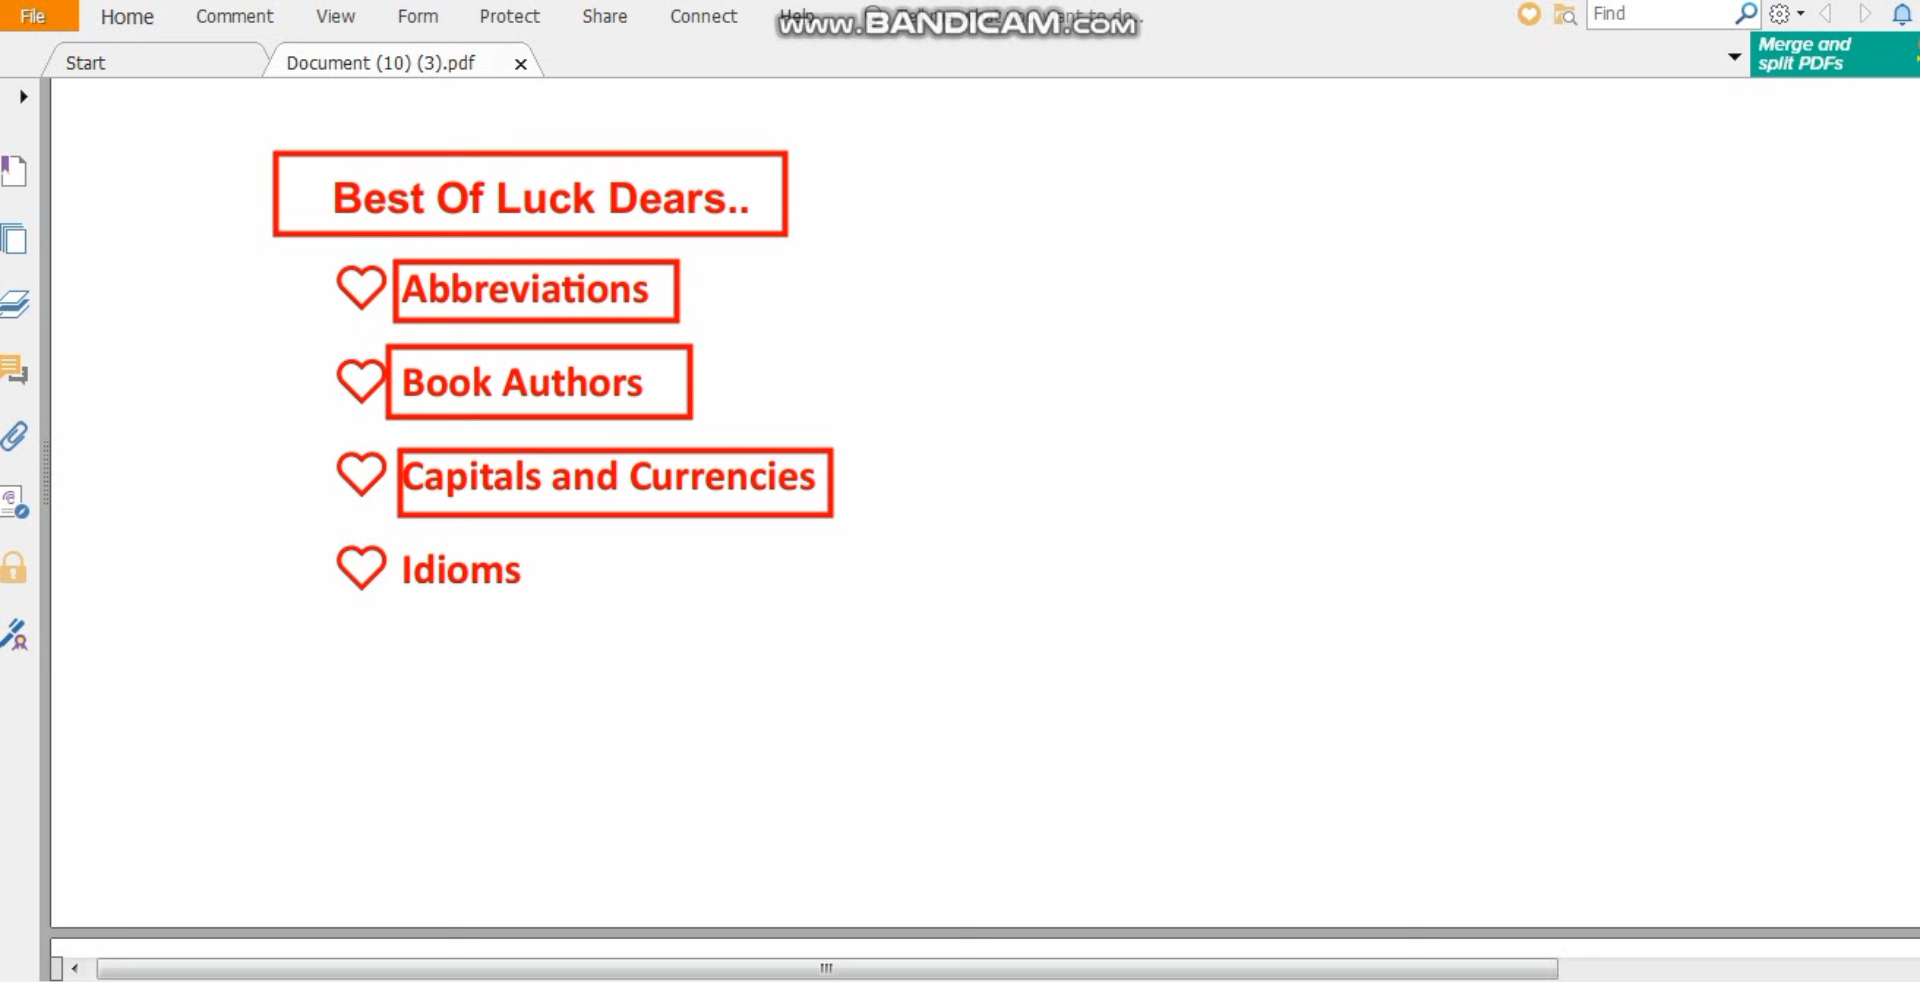 File Home Comment View Form Protect Share Connect Help
www.BANDICAM.com
Find
Start
Document (10) (3).pdf
Merge and
split PDFs
Best Of Luck Dears..
Abbreviations
Book Authors
Capitals and Currencies
Idioms